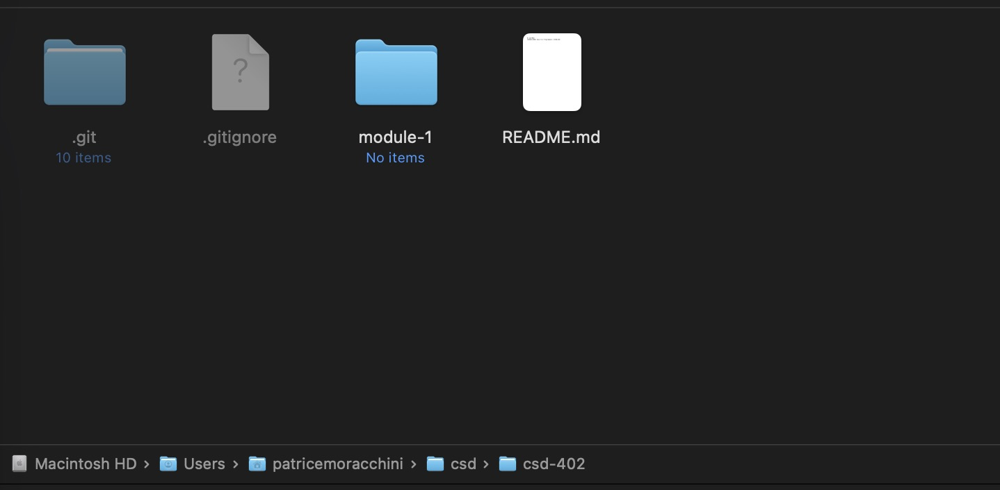 .git
10 items
?
.gitignore
module-1
No items
README.md
Macintosh HD › Users › patricemoracchini › csd › csd-402